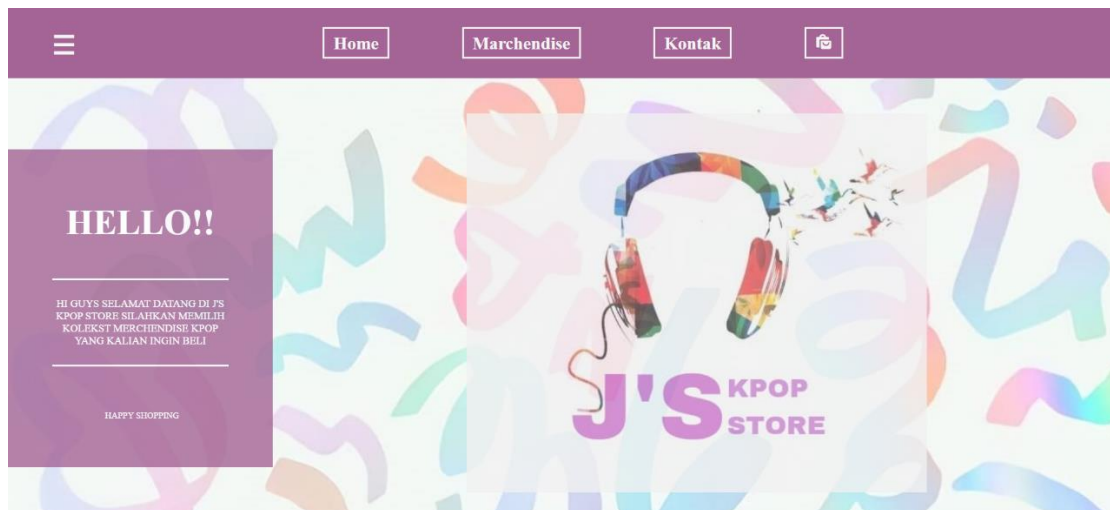 Home
Marchendise
Kontak
HELLO!!
HI GUYS SELAMAT DATANG DI J'S
KPOP STORE SILAHKAN MEMILIH
KOLEKST MERCHENDISE KPOP
YANG KALIAN INGIN BELI
HAPPY SHOPPING
J'S KPOP
STORE